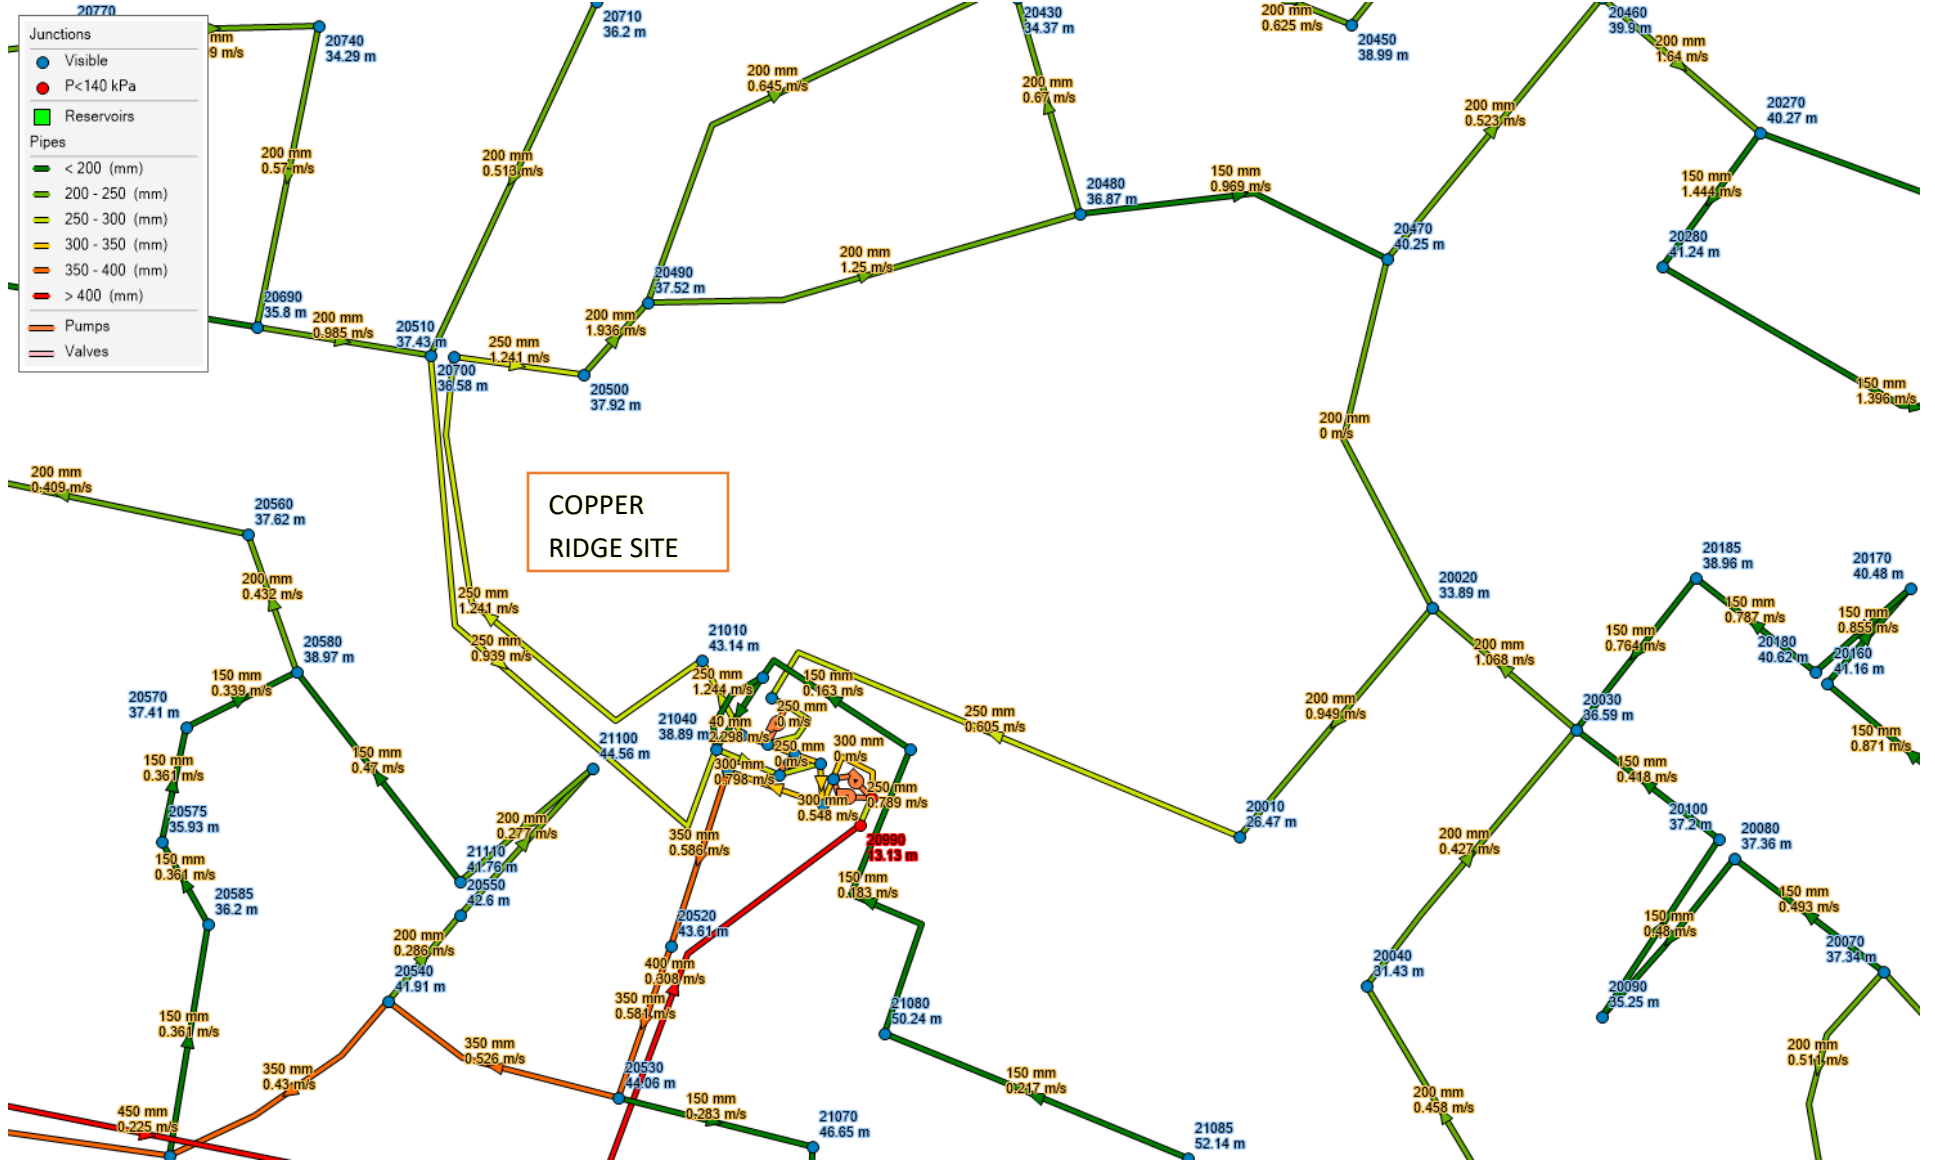 20770
Junctions
Visible
P<140 kPa
Reservoirs
Pipes
< 200 (mm)
200 - 250 (mm)
250 - 300 (mm)
300 - 350 (mm)
350 - 400 (mm)
> 400 (mm)
Pumps
Valves
mm
9 m/s
20740
34.29 m
20710
36.2 m
20430
34.37 m
200 mm
0.625 m/s
20450
38.99 m
20460
39.9 m
200 mm
1.64 m/s
200 mm
0.645 m/s
200 mm
0.67 m/s
200 mm
0.523 m/s
20270
40.27 m
200 mm
0.57 m/s
200 mm
0.513 m/s
150 mm
0.969 m/s
150 mm
1.444 m/s
20480
36.87 m
20470
40.25 m
20280
41.24 m
200 mm
1.25 m/s
20490
37.52 m
20690
35.8 m
200 mm
0.985 m/s
20510
37.43 m
200 mm
1.936 m/s
250 mm
1.241 m/s
20700
36.58 m
20500
37.92 m
150 mm
1.396 m/s
200 mm
0 m/s
200 mm
0.409 m/s
20560
37.62 m
COPPER
RIDGE SITE
20185
38.96 m
20170
40.48 m
200 mm
0.432 m/s
250 mm
1.241 m/s
20020
33.89 m
150 mm
0.787 m/s
150 mm
0.855 m/s
20580
38.97 m
250 mm
0.939 m/s
21010
43.14 m
200 mm
1.068 m/s
150 mm
0.764 m/s
20180
40.62 m
20160
41.16 m
150 mm
0.339 m/s
250 mm
1.244 m/s
150 mm
0.163 m/s
20570
37.41 m
200 mm
0.949 m/s
20030
36.59 m
21040
38.89 m
40 mm
2.298 m/s
250 mm
0 m/s
250 mm
0.605 m/s
21100
44.56 m
150 mm
0.871 m/s
150 mm
0.47 m/s
250 mm
0 m/s
300 mm
0 m/s
150 mm
0.361 m/s
300 mm
0.798 m/s
150 mm
0.418 m/s
250 mm
0.789 m/s
300 mm
0.548 m/s
20575
35.93 m
200 mm
0.277 m/s
350 mm
0.586 m/s
20990
13.13 m
20010
26.47 m
20100
37.2 m
20080
37.36 m
200 mm
0.427 m/s
21110
41.76 m
20550
42.6 m
150 mm
0.361 m/s
150 mm
0.183 m/s
20585
36.2 m
150 mm
0.493 m/s
20520
43.61 m
150 mm
0.48 m/s
200 mm
0.286 m/s
20070
37.34 m
20540
41.91 m
400 mm
0.308 m/s
20040
31.43 m
20090
35.25 m
350 mm
0.581 m/s
21080
50.24 m
150 mm
0.361 m/s
350 mm
0.526 m/s
200 mm
0.511 m/s
350 mm
0.43 m/s
20530
44.06 m
150 mm
0.217 m/s
150 mm
0.283 m/s
200 mm
0.458 m/s
450 mm
0.225 m/s
21070
46.65 m
21085
52.14 m